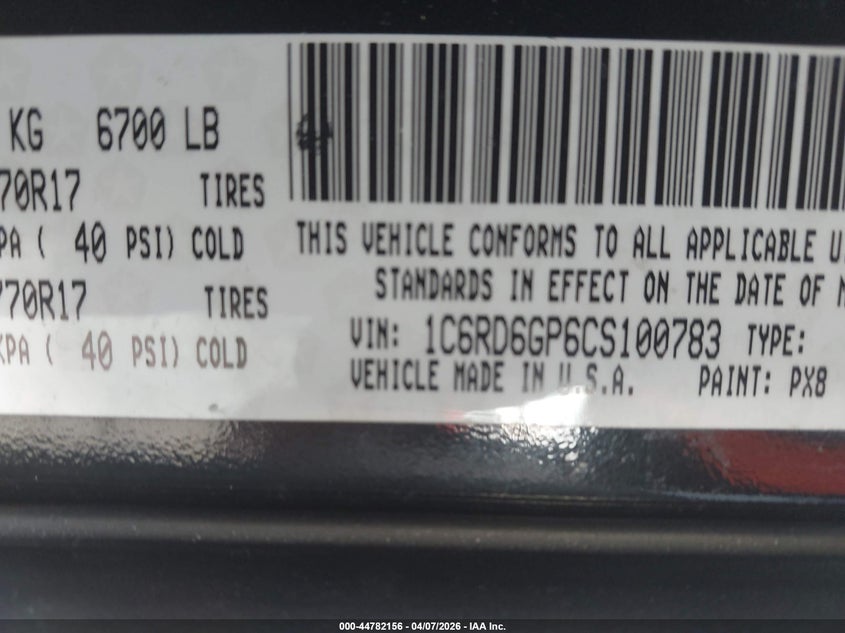 KG 6700 LB
70R17 TIRES
PA ( 40 PSI) COLD
70R17 TIRES
KPA ( 40 PSI) COLD
THIS VEHICLE CONFORMS TO ALL APPLICABLE U.
STANDARDS IN EFFECT ON THE DATE OF M
VIN: 1C6RD6GP6CS100783 TYPE:
VEHICLE MADE IN U.S.A. PAINT: PX8
000-44782156 - 04/07/2026 - IAA Inc.